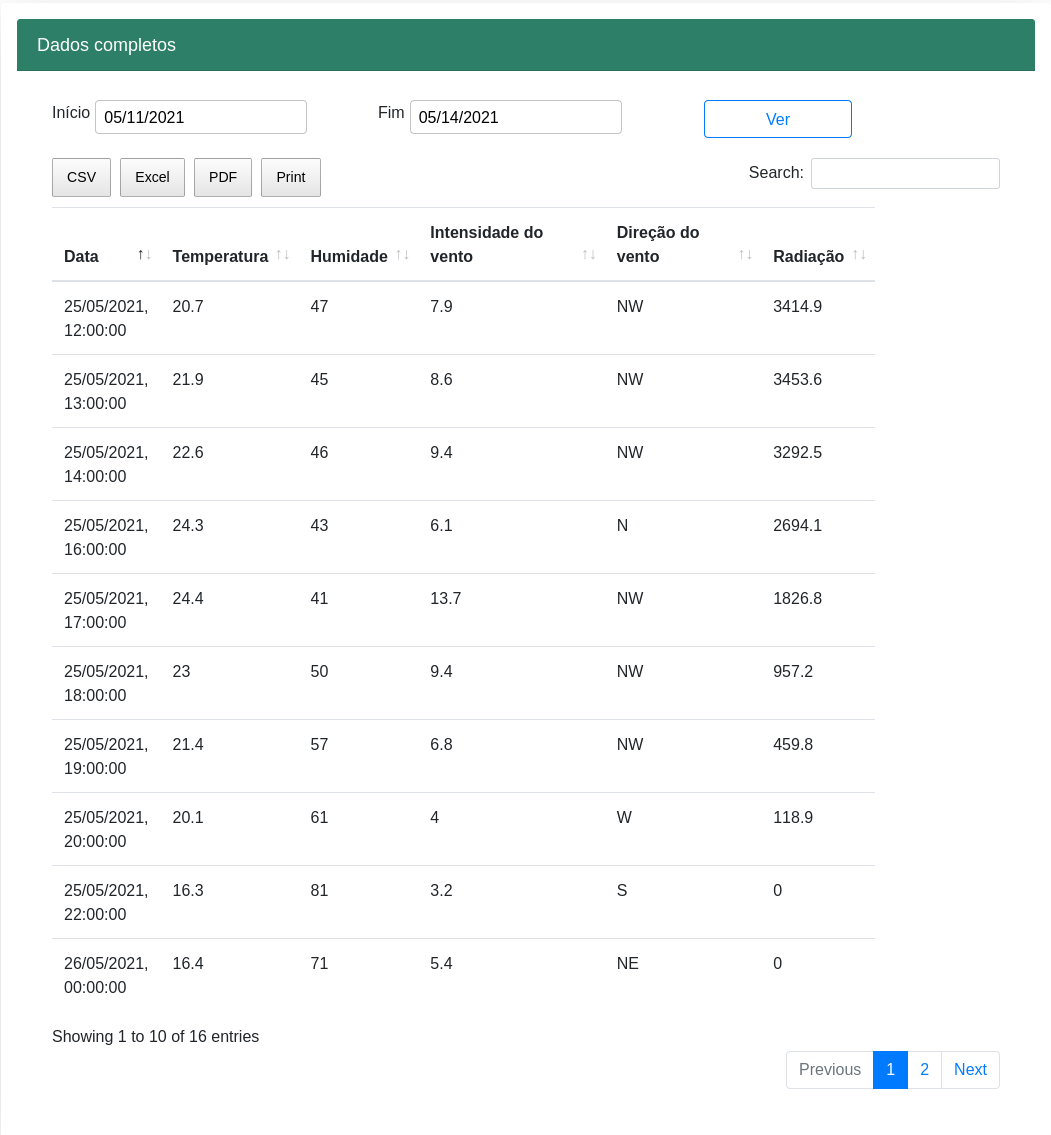 Dados completos
Início 05/11/2021 Fim 05/14/2021 Ver
CSV Excel PDF Print Search:
Data ↑↓ Temperatura ↑↓ Humidade ↑↓ Intensidade do vento ↑↓ Direção do vento ↑↓ Radiação ↑↓
25/05/2021, 12:00:00 20.7 47 7.9 NW 3414.9
25/05/2021, 13:00:00 21.9 45 8.6 NW 3453.6
25/05/2021, 14:00:00 22.6 46 9.4 NW 3292.5
25/05/2021, 16:00:00 24.3 43 6.1 N 2694.1
25/05/2021, 17:00:00 24.4 41 13.7 NW 1826.8
25/05/2021, 18:00:00 23 50 9.4 NW 957.2
25/05/2021, 19:00:00 21.4 57 6.8 NW 459.8
25/05/2021, 20:00:00 20.1 61 4 W 118.9
25/05/2021, 22:00:00 16.3 81 3.2 S 0
26/05/2021, 00:00:00 16.4 71 5.4 NE 0
Showing 1 to 10 of 16 entries
Previous 1 2 Next